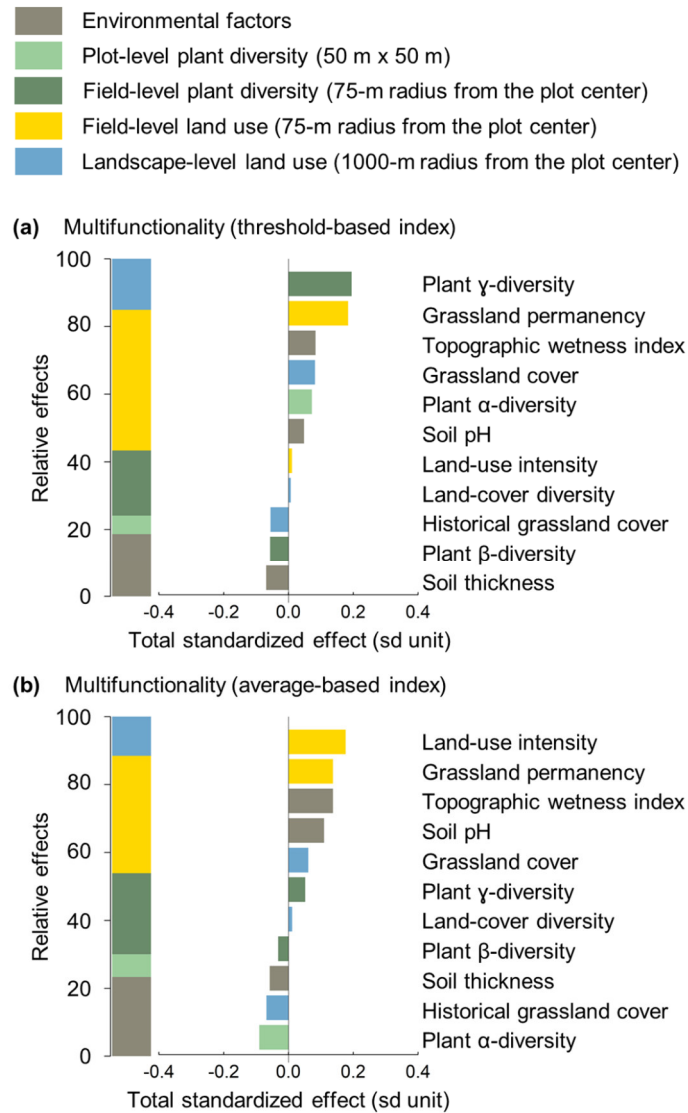 Environmental factors
Plot-level plant diversity (50 m x 50 m)
Field-level plant diversity (75-m radius from the plot center)
Field-level land use (75-m radius from the plot center)
Landscape-level land use (1000-m radius from the plot center)
(a) Multifunctionality (threshold-based index)
Relative effects
100
80
60
40
20
0
Plant ɣ-diversity
Grassland permanency
Topographic wetness index
Grassland cover
Plant α-diversity
Soil pH
Land-use intensity
Land-cover diversity
Historical grassland cover
Plant β-diversity
Soil thickness
-0.4 -0.2 0.0 0.2 0.4
Total standardized effect (sd unit)
(b) Multifunctionality (average-based index)
Relative effects
100
80
60
40
20
0
Land-use intensity
Grassland permanency
Topographic wetness index
Soil pH
Grassland cover
Plant ɣ-diversity
Land-cover diversity
Plant β-diversity
Soil thickness
Historical grassland cover
Plant α-diversity
-0.4 -0.2 0.0 0.2 0.4
Total standardized effect (sd unit)